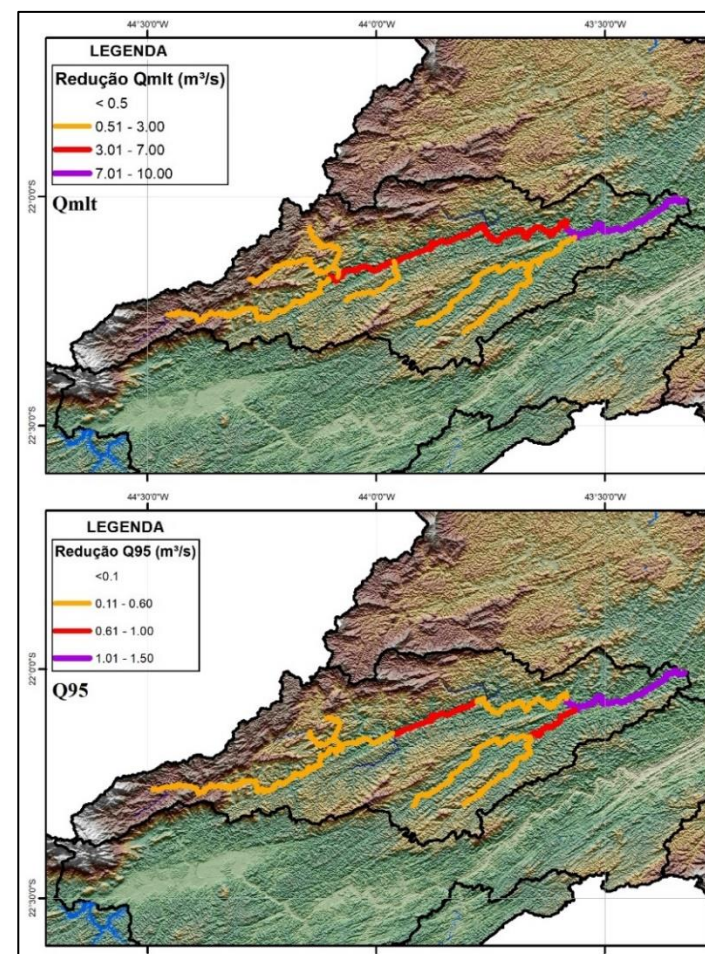 44°30'0"W 44°0'0"W 43°30'0"W
LEGENDA
Redução Qmlt (m³/s)
< 0.5
0.51 - 3.00
3.01 - 7.00
7.01 - 10.00
Qmlt
22°0'0"S
22°30'0"S
44°30'0"W 44°0'0"W 43°30'0"W
LEGENDA
Redução Q95 (m³/s)
<0.1
0.11 - 0.60
0.61 - 1.00
1.01 - 1.50
Q95
22°0'0"S
22°30'0"S